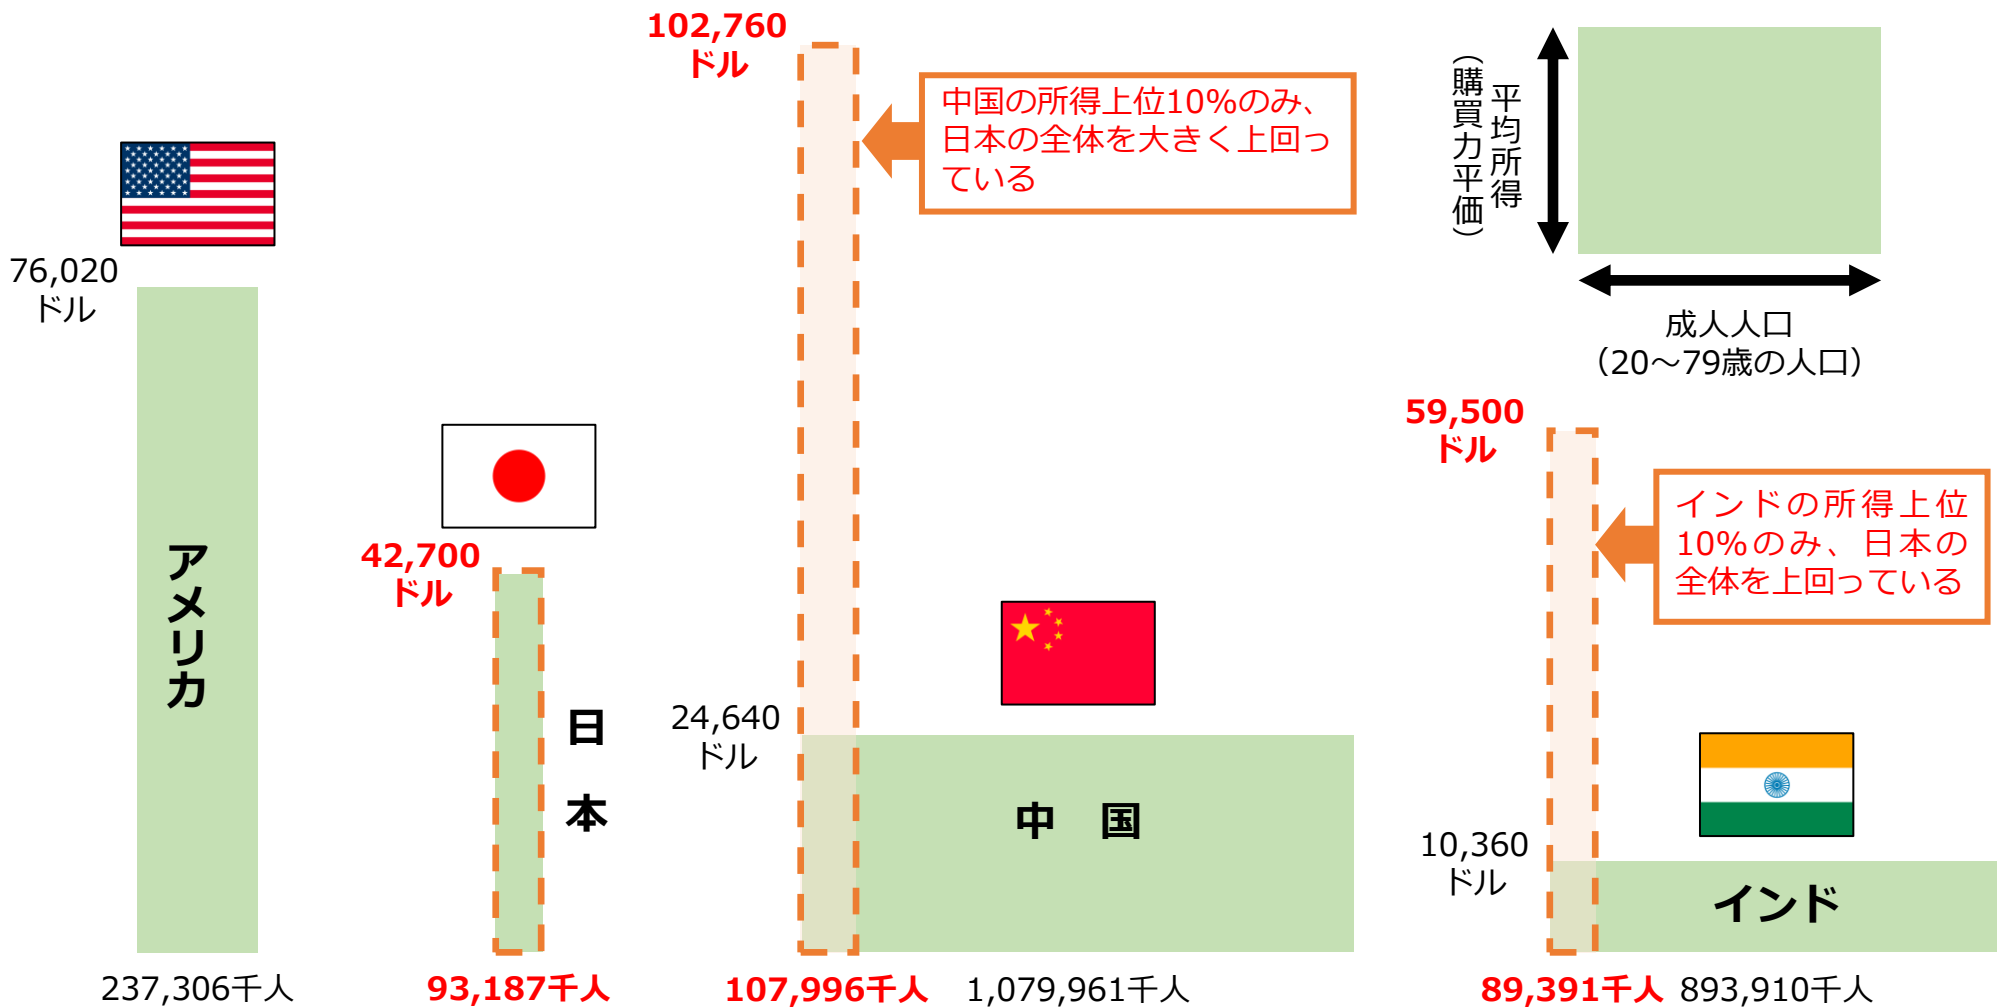 102,760
ドル
中国の所得上位10%のみ、
日本の全体を大きく上回っ
ている
平均所得
（購買力平価）
成人人口
（20～79歳の人口）
76,020
ドル
アメリカ
237,306千人
42,700
ドル
日
本
93,187千人
24,640
ドル
中　国
107,996千人
1,079,961千人
59,500
ドル
インドの所得上位
10%のみ、日本の
全体を上回っている
10,360
ドル
インド
89,391千人
893,910千人